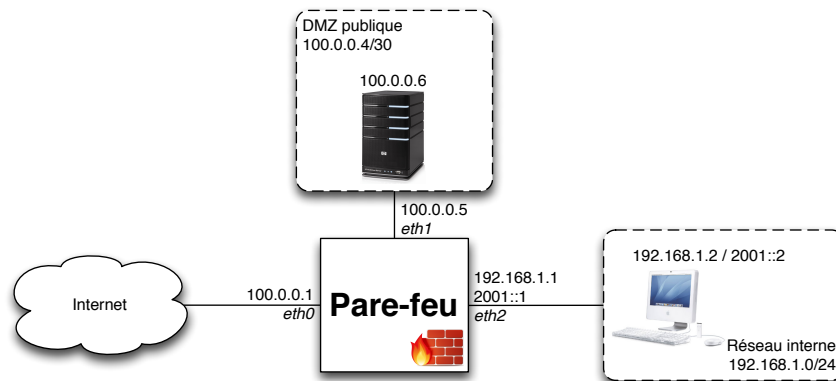 DMZ publique
100.0.0.4/30
100.0.0.6
100.0.0.5
eth1
Internet
100.0.0.1
eth0
Pare-feu
192.168.1.1
2001::1
eth2
192.168.1.2 / 2001::2
Réseau interne
192.168.1.0/24